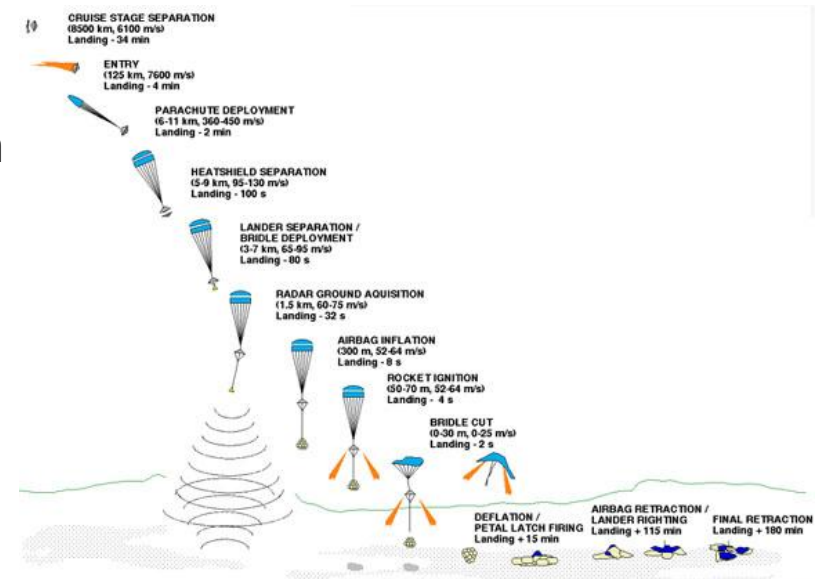 CRUISE STAGE SEPARATION
(8500 km, 6100 m/s)
Landing - 34 min
ENTRY
(125 km, 7600 m/s)
Landing - 4 min
PARACHUTE DEPLOYMENT
(6-11 km, 360-450 m/s)
Landing - 2 min
HEATSHIELD SEPARATION
(5-9 km, 95-130 m/s)
Landing - 100 s
LANDER SEPARATION /
BRIDLE DEPLOYMENT
(3-7 km, 65-95 m/s)
Landing - 80 s
RADAR GROUND AQUISITION
(1.5 km, 60-75 m/s)
Landing - 32 s
AIRBAG INFLATION
(300 m, 52-64 m/s)
Landing - 8 s
ROCKET IGNITION
(50-70 m, 52-64 m/s)
Landing - 4 s
BRIDLE CUT
(0-30 m, 0-25 m/s)
Landing - 2 s
DEFLATION /
PETAL LATCH FIRING
Landing + 15 min
AIRBAG RETRACTION /
LANDER RIGHTING
Landing + 115 min
FINAL RETRACTION
Landing + 180 min